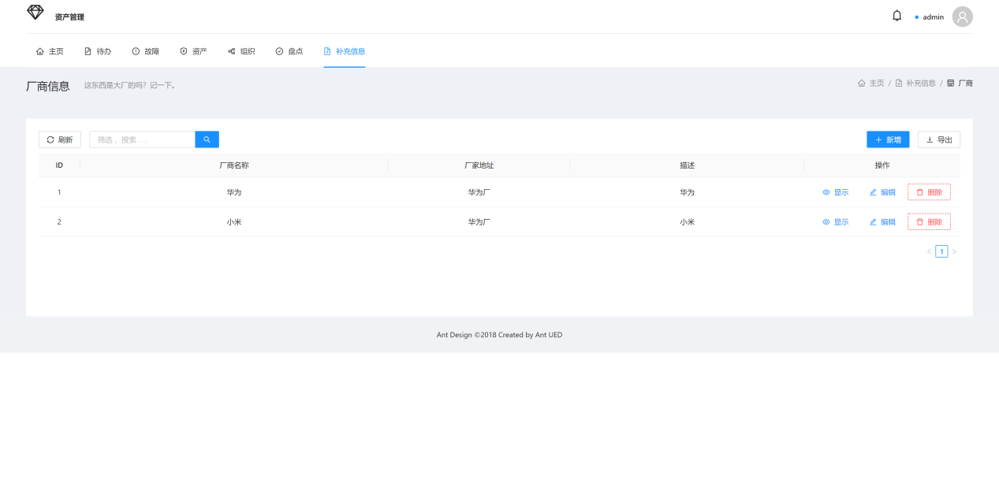 资产管理
admin
主页 待办 故障 资产 组织 盘点 补充信息
厂商信息 这东西是大厂的吗? 记一下。
主页 / 补充信息 / 厂商
刷新 筛选 、搜索 . . . 新增 导出
ID 厂商名称 厂家地址 描述 操作
1 华为 华为厂 华为 显示 编辑 删除
2 小米 华为厂 小米 显示 编辑 删除
< 1 >
Ant Design ©2018 Created by Ant UED